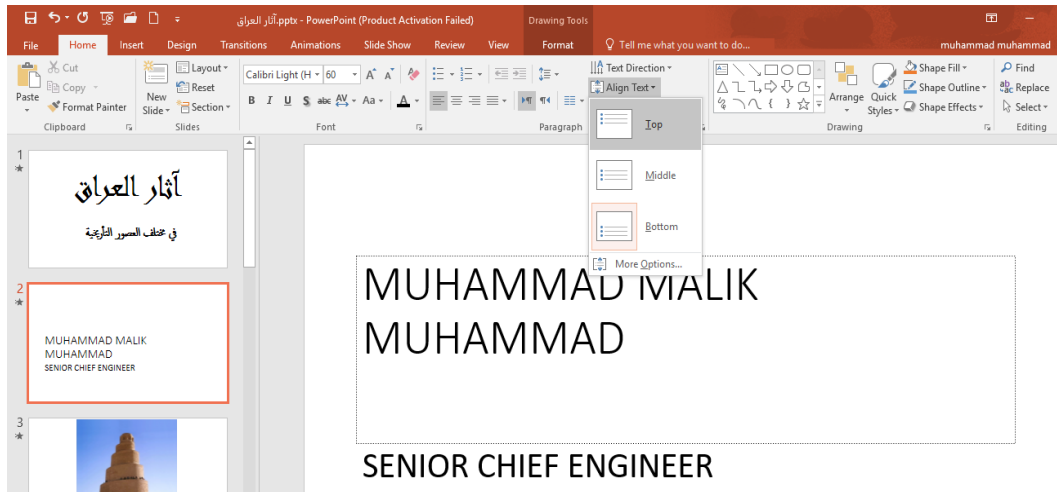 آثار العراق.pptx - PowerPoint (Product Activation Failed)
Drawing Tools
File Home Insert Design Transitions Animations Slide Show Review View Format Tell me what you want to do... muhammad muhammad
Paste
Cut
Copy
Format Painter
Clipboard
New Slide
Layout
Reset
Section
Slides
Calibri Light (H 60
B I U S abc AV Aa A
Font
Text Direction
Align Text
Paragraph
Top
Middle
Bottom
More Options...
Arrange
Quick Styles
Shape Fill
Shape Outline
Shape Effects
Drawing
Find
Replace
Select
Editing
1
آثار العراق
في مختلف العصور التأريخية
2
MUHAMMAD MALIK
MUHAMMAD
SENIOR CHIEF ENGINEER
3
MUHAMMAD MALIK
MUHAMMAD
SENIOR CHIEF ENGINEER